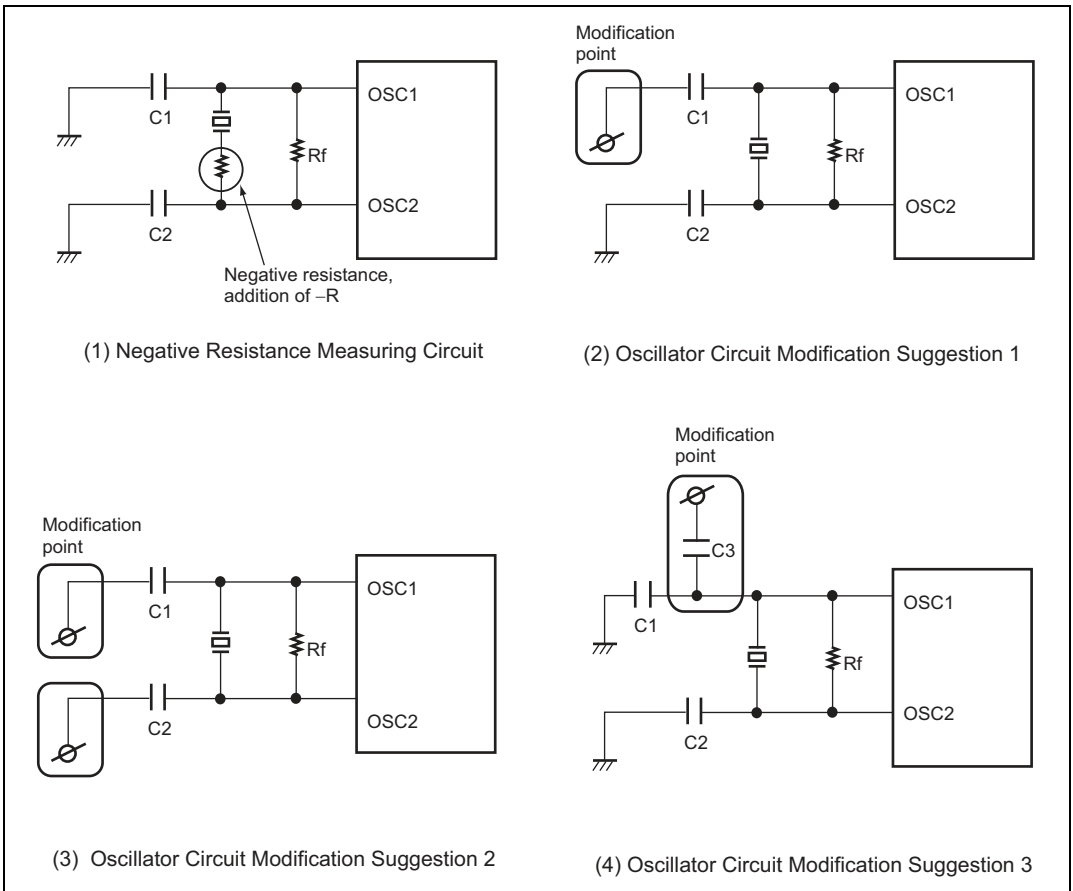 OSC1
C1
Rf
OSC2
C2
Negative resistance,
addition of −R
(1) Negative Resistance Measuring Circuit
Modification
point
OSC1
C1
Rf
OSC2
C2
(2) Oscillator Circuit Modification Suggestion 1
Modification
point
OSC1
C1
Rf
C2
OSC2
(3) Oscillator Circuit Modification Suggestion 2
Modification
point
C3
OSC1
C1
Rf
OSC2
C2
(4) Oscillator Circuit Modification Suggestion 3